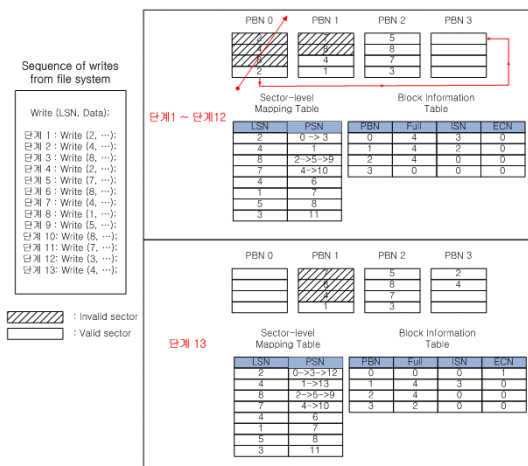 Sequence of writes
from file system
Write (LSN, Data):
단계 1 : Write (2, …);
단계 2 : Write (4, …);
단계 3 : Write (8, …);
단계 4 : Write (2, …);
단계 5 : Write (7, …);
단계 6 : Write (8, …);
단계 7 : Write (4, …);
단계 8 : Write (1, …);
단계 9 : Write (5, …);
단계 10: Write (8, …);
단계 11: Write (7, …);
단계 12: Write (3, …);
단계 13: Write (4, …);
: Invalid sector
: Valid sector
단계1 ~ 단계12
PBN 0 PBN 1 PBN 2 PBN 3
2 7 5
4 8 8
4 7
2 1 3
Sector-level
Mapping Table
LSN PSN
2 0 -> 3
4 1
8 2->5->9
7 4->10
4 6
1 7
5 8
3 11
Block Information
Table
PBN Full ISN ECN
0 4 3 0
1 4 2 0
2 4 0 0
3 0 0 0
단계 13
PBN 0 PBN 1 PBN 2 PBN 3
7 5 2
8 8 4
4 7
1 3
Sector-level
Mapping Table
LSN PSN
2 0->3->12
4 1->13
8 2->5->9
7 4->10
4 6
1 7
5 8
3 11
Block Information
Table
PBN Full ISN ECN
0 0 0 1
1 4 3 0
2 4 0 0
3 2 0 0